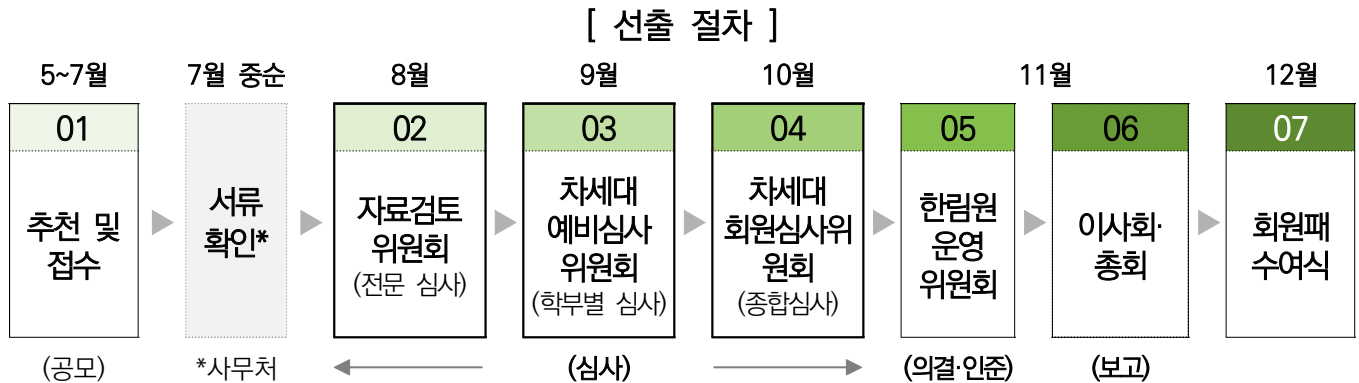 [ 선출 절차 ]
5~7월
7월 중순
8월
9월
10월
11월
12월
01
추천 및
접수
(공모)
서류
확인*
*사무처
02
자료검토
위원회
(전문 심사)
03
차세대
예비심사
위원회
(학부별 심사)
04
차세대
회원심사위
원회
(종합심사)
(심사)
05
한림원
운영
위원회
(의결·인준)
06
이사회·
총회
(보고)
07
회원패
수여식